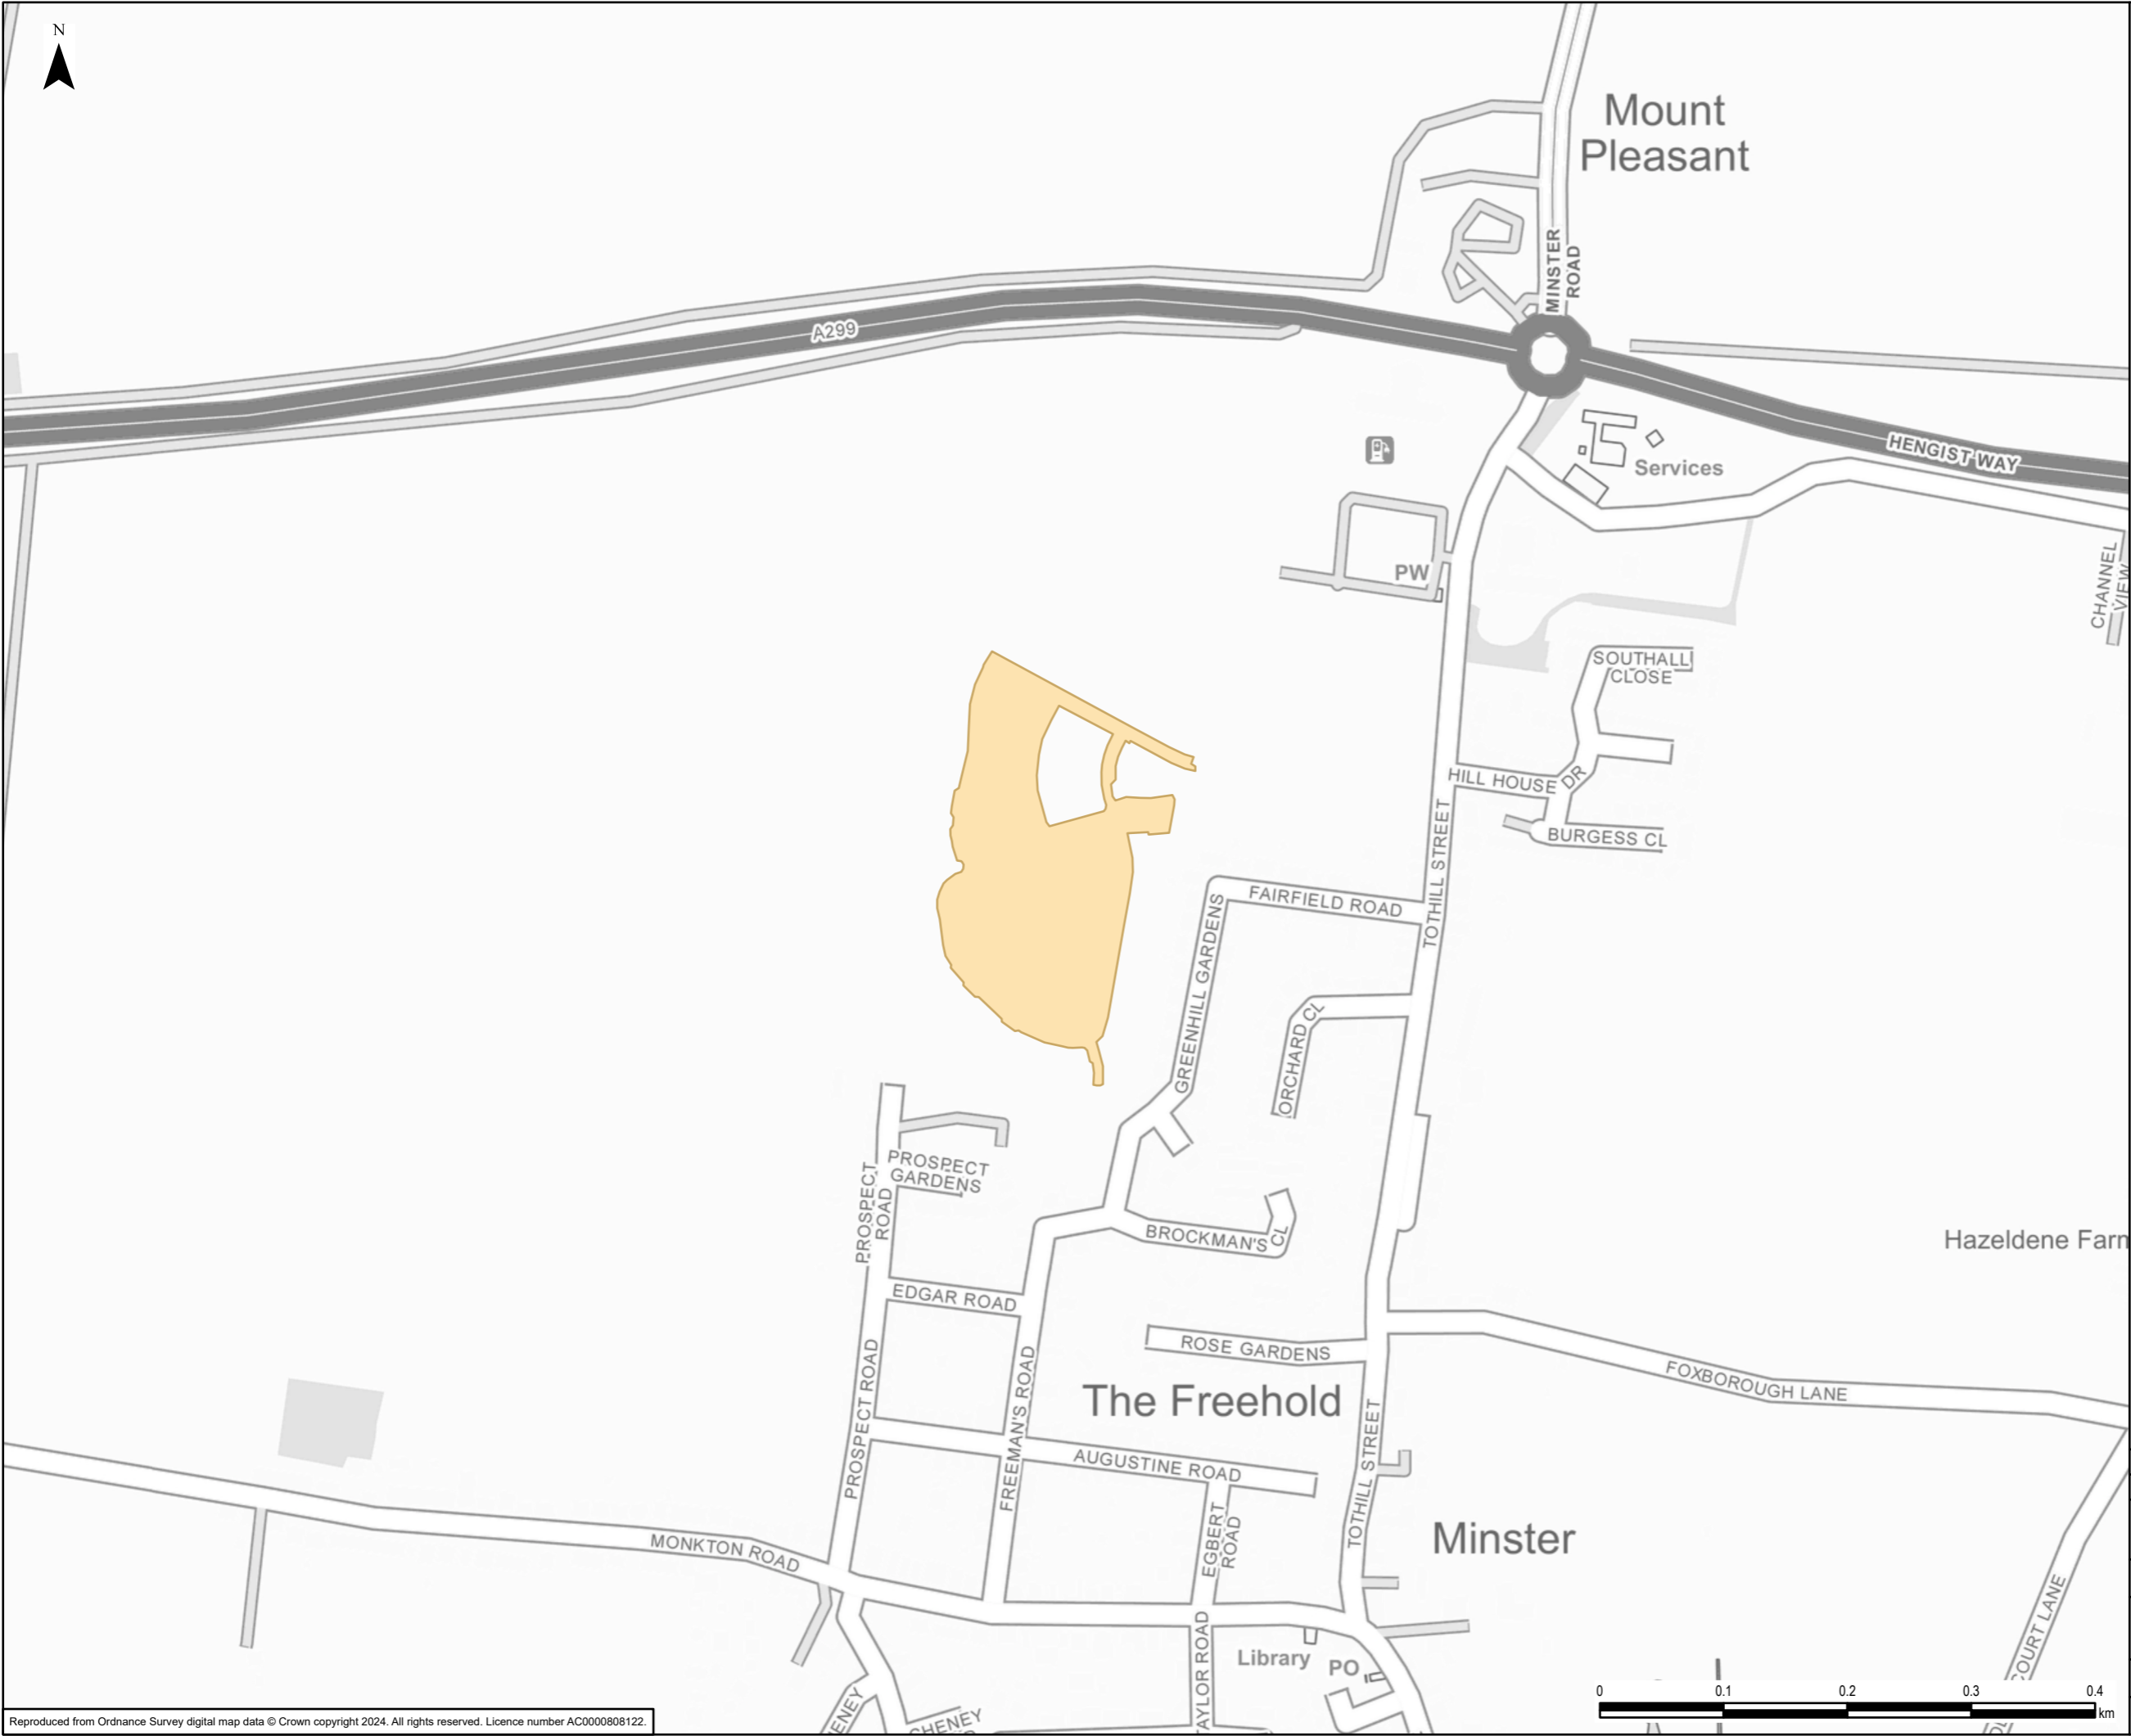 N
Mount
Pleasant
MINSTER
ROAD
A299
HENGIST WAY
Services
PW
CHANNEL
VIEW
SOUTHALL
CLOSE
HILL HOUSE DR
BURGESS CL
TOTHILL STREET
FAIRFIELD ROAD
GREENHILL GARDENS
ORCHARD CL
PROSPECT
GARDENS
PROSPECT
ROAD
BROCKMAN'S CL
Hazeldene Farm
EDGAR ROAD
ROSE GARDENS
PROSPECT ROAD
FREEMAN'S ROAD
The Freehold
FOXBOROUGH LANE
AUGUSTINE ROAD
TOTHILL STREET
EGBERT
ROAD
Minster
MONKTON ROAD
COURT LANE
TAYLOR ROAD
Library
PO
CHENEY
0 0.1 0.2 0.3 0.4
km
Reproduced from Ordnance Survey digital map data © Crown copyright 2024. All rights reserved. Licence number AC0000808122.